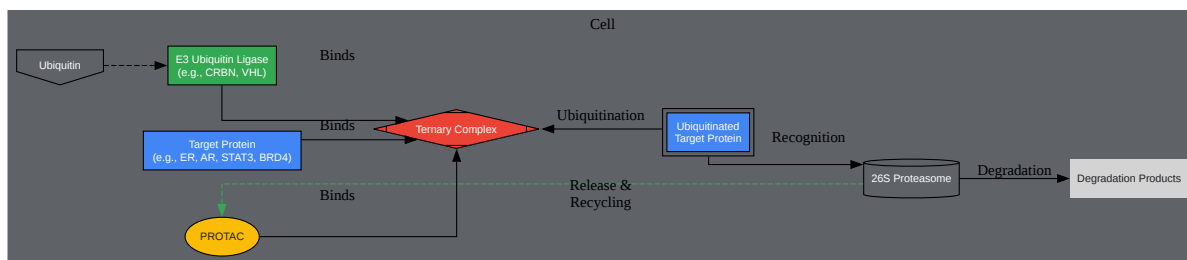 Cell
Ubiquitin
E3 Ubiquitin Ligase
(e.g., CRBN, VHL)
Binds
Target Protein
(e.g., ER, AR, STAT3, BRD4)
Binds
Ternary Complex
Ubiquitination
Ubiquitinated
Target Protein
Recognition
26S Proteasome
Degradation
Degradation Products
Binds
Release &
Recycling
PROTAC